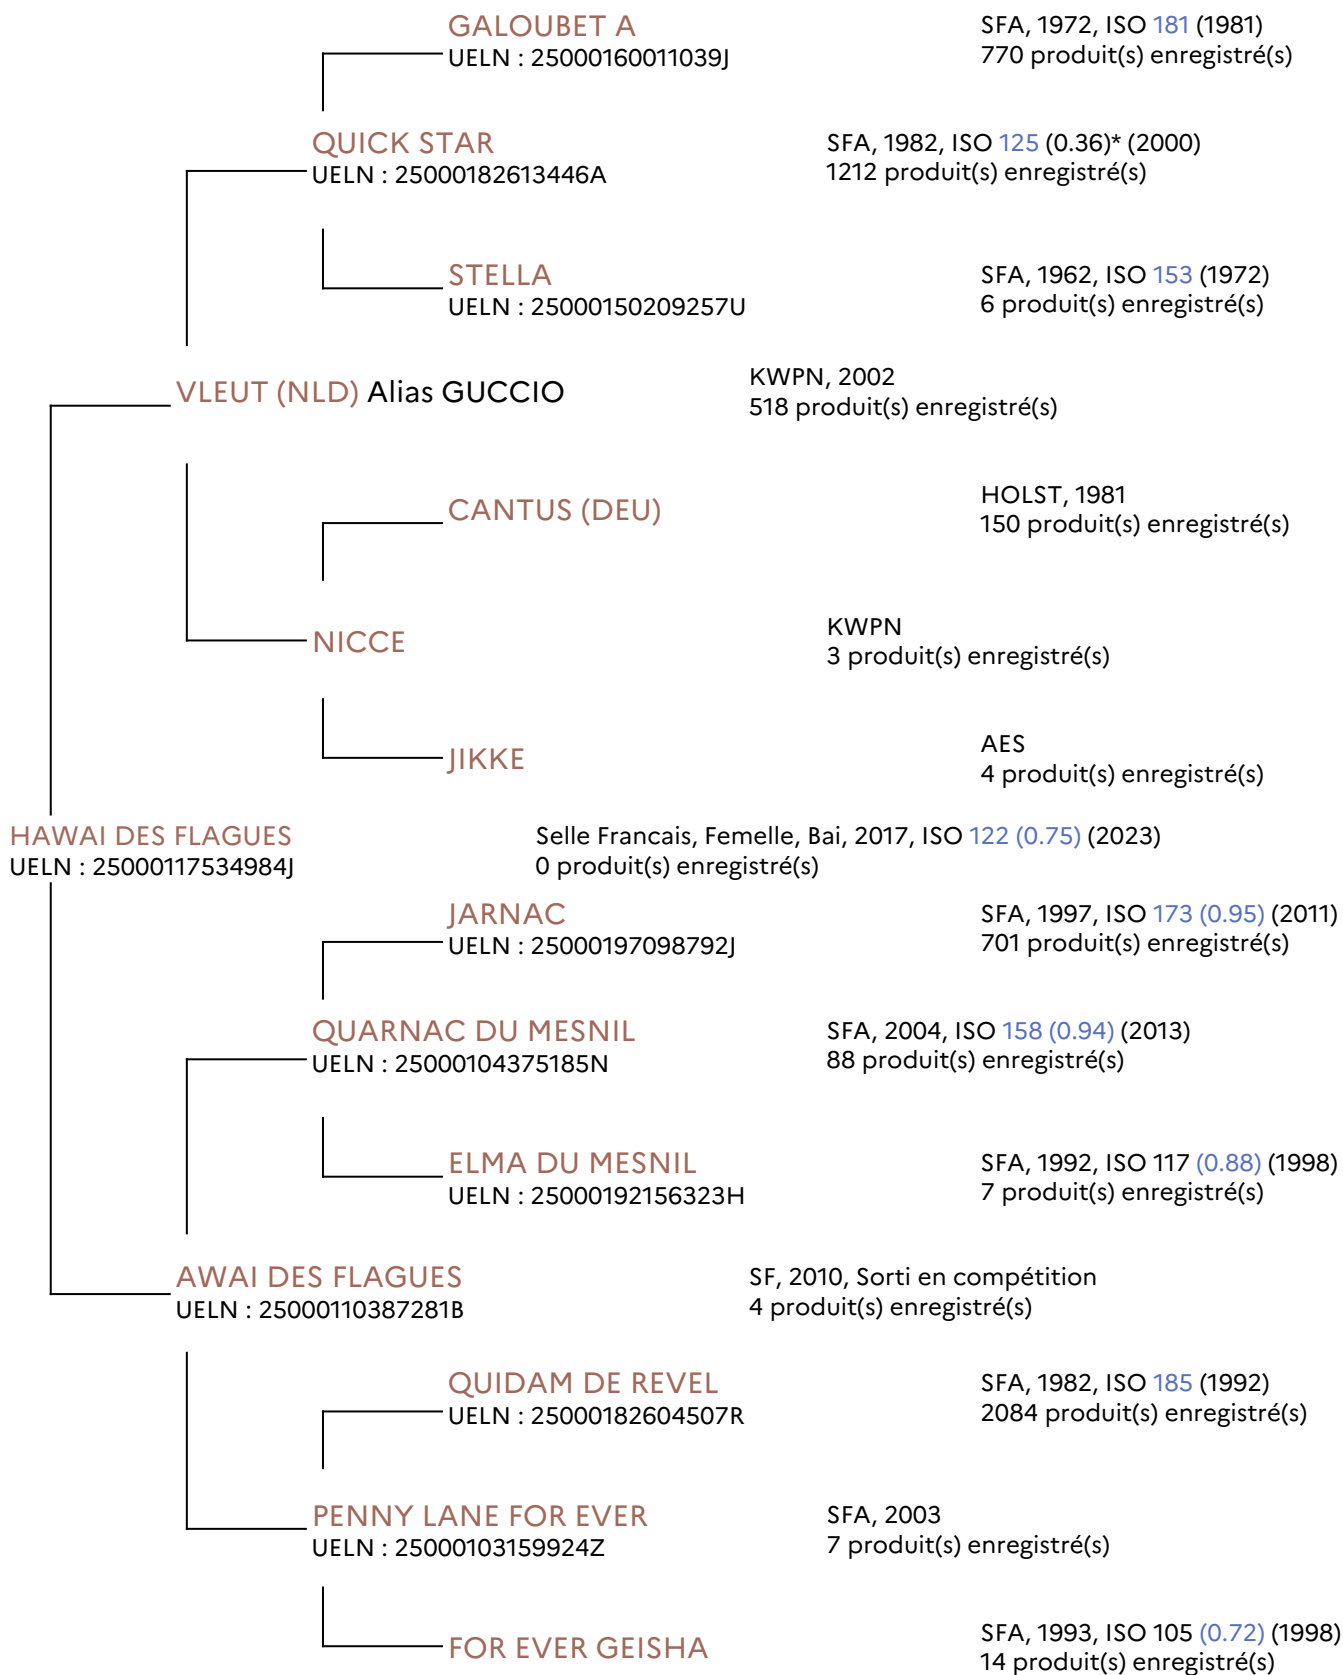 GALOUBET A
UELN : 25000160011039J
SFA, 1972, ISO 181 (1981)
770 produit(s) enregistré(s)
QUICK STAR
UELN : 25000182613446A
SFA, 1982, ISO 125 (0.36)* (2000)
1212 produit(s) enregistré(s)
STELLA
UELN : 25000150209257U
SFA, 1962, ISO 153 (1972)
6 produit(s) enregistré(s)
VLEUT (NLD) Alias GUCCIO
KWPN, 2002
518 produit(s) enregistré(s)
CANTUS (DEU)
HOLST, 1981
150 produit(s) enregistré(s)
NICCE
KWPN
3 produit(s) enregistré(s)
JIKKE
AES
4 produit(s) enregistré(s)
HAWAI DES FLAGUES
UELN : 25000117534984J
Selle Francais, Femelle, Bai, 2017, ISO 122 (0.75) (2023)
0 produit(s) enregistré(s)
JARNAC
UELN : 25000197098792J
SFA, 1997, ISO 173 (0.95) (2011)
701 produit(s) enregistré(s)
QUARNAC DU MESNIL
UELN : 25000104375185N
SFA, 2004, ISO 158 (0.94) (2013)
88 produit(s) enregistré(s)
ELMA DU MESNIL
UELN : 25000192156323H
SFA, 1992, ISO 117 (0.88) (1998)
7 produit(s) enregistré(s)
AWAI DES FLAGUES
UELN : 25000110387281B
SF, 2010, Sorti en compétition
4 produit(s) enregistré(s)
QUIDAM DE REVEL
UELN : 25000182604507R
SFA, 1982, ISO 185 (1992)
2084 produit(s) enregistré(s)
PENNY LANE FOR EVER
UELN : 25000103159924Z
SFA, 2003
7 produit(s) enregistré(s)
FOR EVER GEISHA
SFA, 1993, ISO 105 (0.72) (1998)
14 produit(s) enregistré(s)